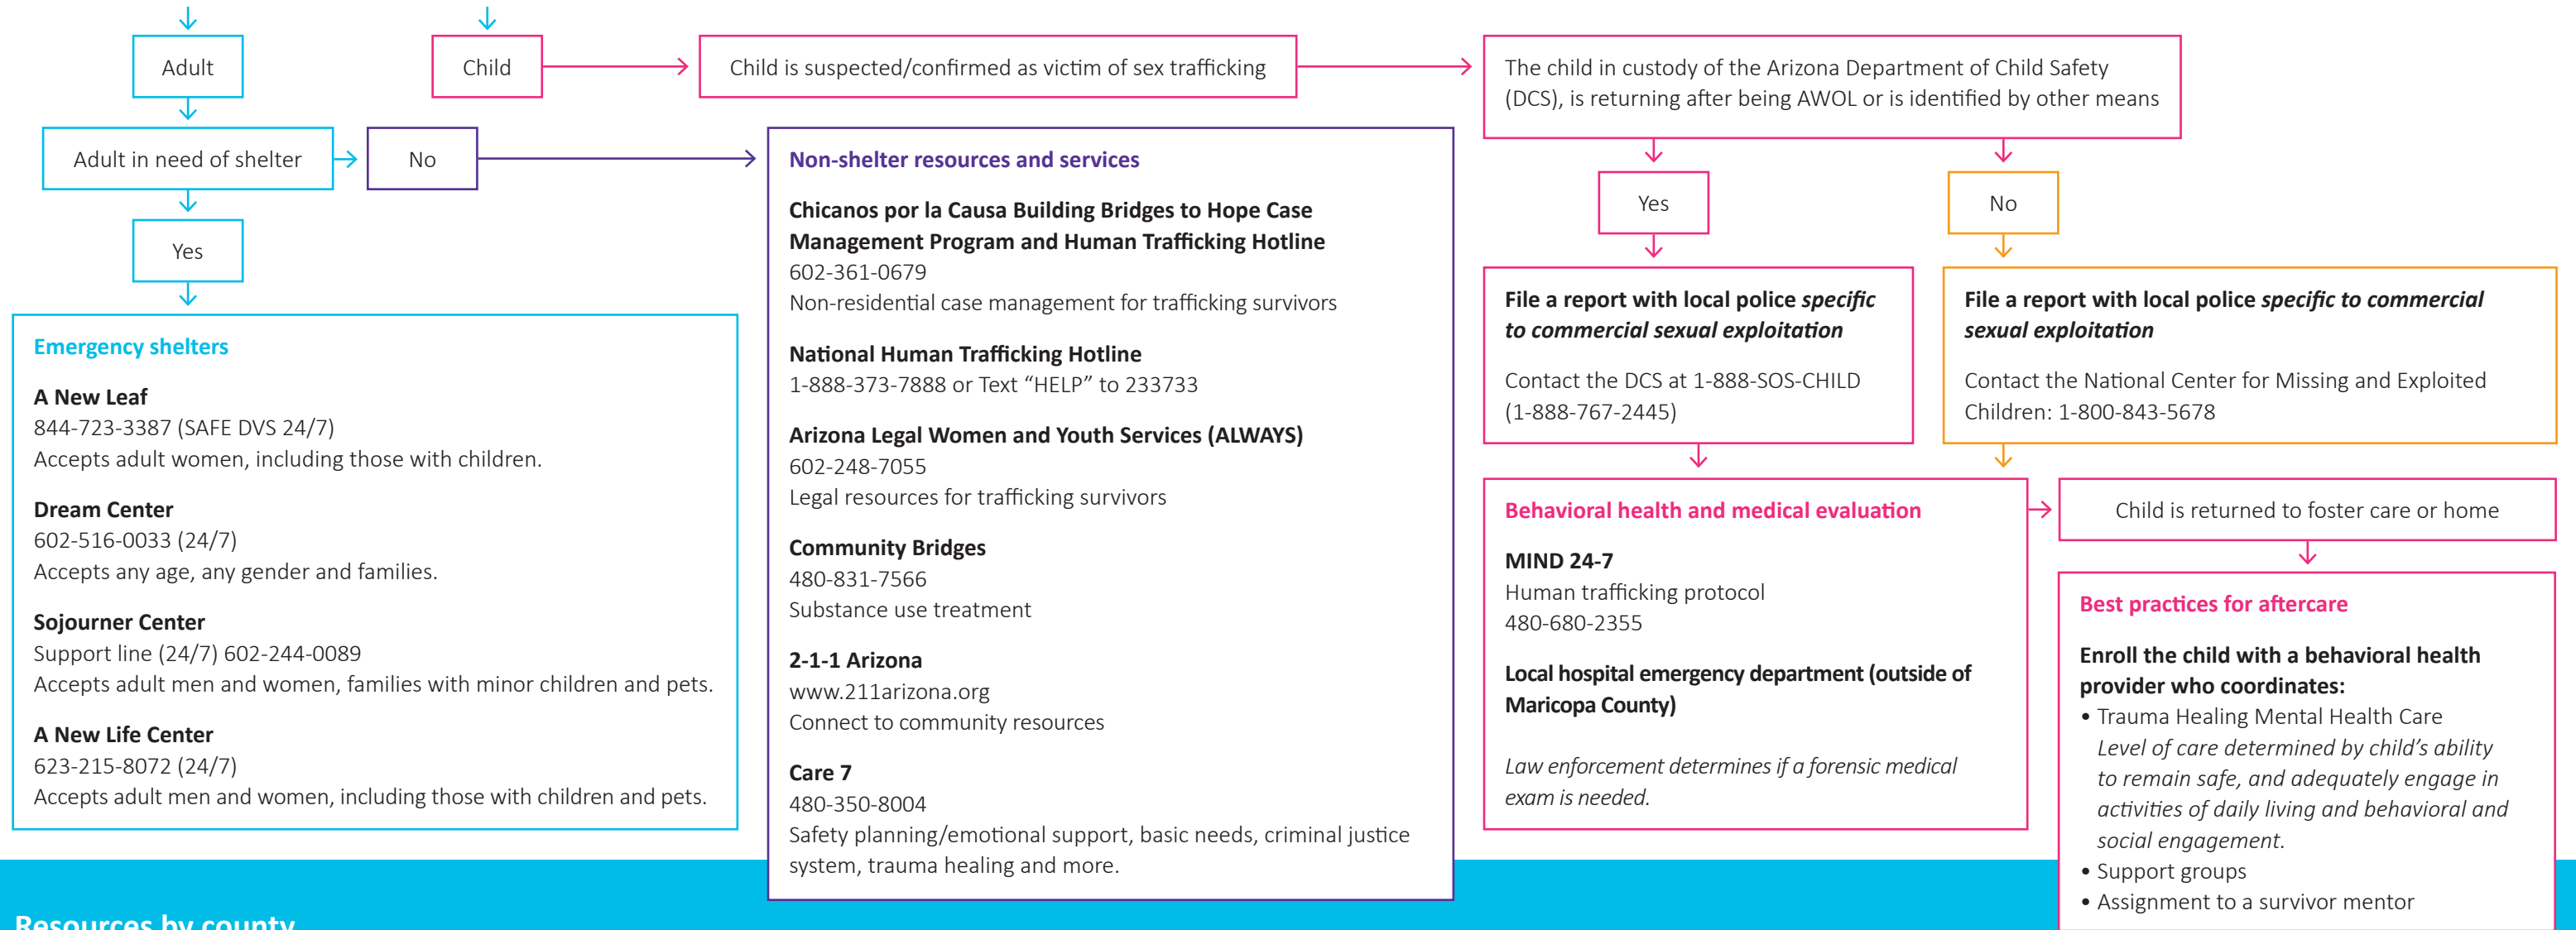 Adult
Child
Child is suspected/confirmed as victim of sex trafficking
The child in custody of the Arizona Department of Child Safety
(DCS), is returning after being AWOL or is identified by other means
Adult in need of shelter
No
Yes
Emergency shelters
A New Leaf
844-723-3387 (SAFE DVS 24/7)
Accepts adult women, including those with children.
Dream Center
602-516-0033 (24/7)
Accepts any age, any gender and families.
Sojourner Center
Support line (24/7) 602-244-0089
Accepts adult men and women, families with minor children and pets.
A New Life Center
623-215-8072 (24/7)
Accepts adult men and women, including those with children and pets.
Non-shelter resources and services
Chicanos por la Causa Building Bridges to Hope Case
Management Program and Human Trafficking Hotline
602-361-0679
Non-residential case management for trafficking survivors
National Human Trafficking Hotline
1-888-373-7888 or Text “HELP” to 233733
Arizona Legal Women and Youth Services (ALWAYS)
602-248-7055
Legal resources for trafficking survivors
Community Bridges
480-831-7566
Substance use treatment
2-1-1 Arizona
www.211arizona.org
Connect to community resources
Care 7
480-350-8004
Safety planning/emotional support, basic needs, criminal justice
system, trauma healing and more.
Yes
No
File a report with local police specific
to commercial sexual exploitation
Contact the DCS at 1-888-SOS-CHILD
(1-888-767-2445)
File a report with local police specific to commercial
sexual exploitation
Contact the National Center for Missing and Exploited
Children: 1-800-843-5678
Behavioral health and medical evaluation
MIND 24-7
Human trafficking protocol
480-680-2355
Local hospital emergency department (outside of
Maricopa County)
Law enforcement determines if a forensic medical
exam is needed.
Child is returned to foster care or home
Best practices for aftercare
Enroll the child with a behavioral health
provider who coordinates:
• Trauma Healing Mental Health Care
Level of care determined by child’s ability
to remain safe, and adequately engage in
activities of daily living and behavioral and
social engagement.
• Support groups
• Assignment to a survivor mentor
Resources by county